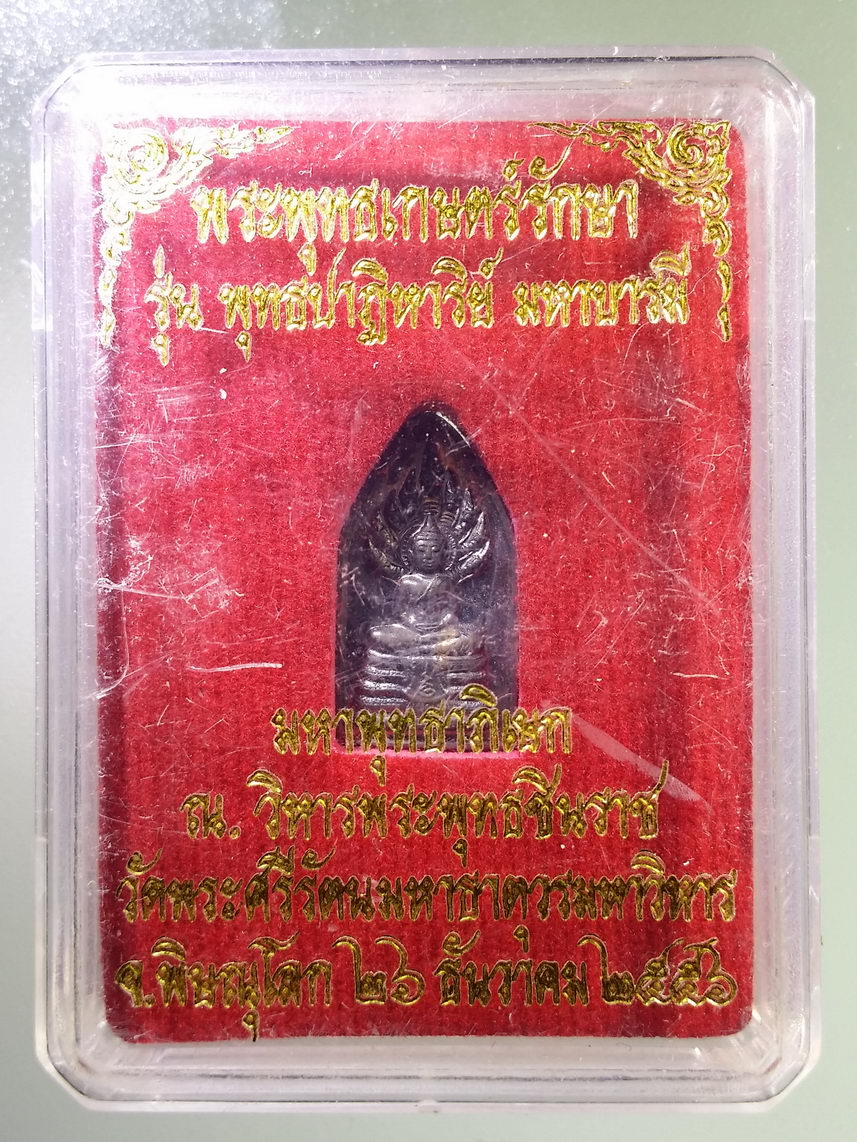 พระพุทธเกษตร์รักษา
รุ่น พุทธปาฏิหาริย์ มหาบารมี
มหาพุทธาภิเษก
ณ. วิหารพระพุทธชินราช
วัดพระศรีรัตนมหาธาตุวรมหาวิหาร
จ.พิษณุโลก ๒๖ ธันวาคม ๒๕๕๖